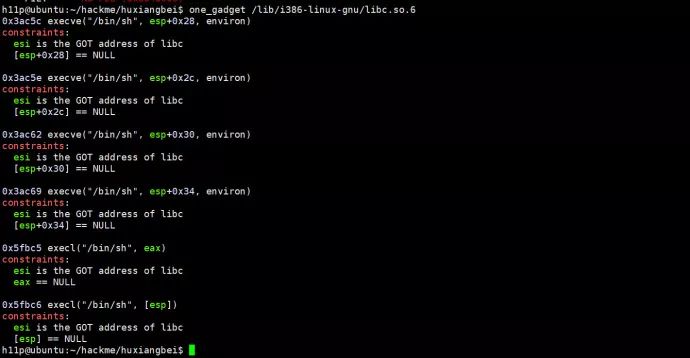 h11p@ubuntu:~/hackme/huxiangbei$ one_gadget /lib/i386-linux-gnu/libc.so.6
0x3ac5c execve("/bin/sh", esp+0x28, environ)
constraints:
  esi is the GOT address of libc
  [esp+0x28] == NULL

0x3ac5e execve("/bin/sh", esp+0x2c, environ)
constraints:
  esi is the GOT address of libc
  [esp+0x2c] == NULL

0x3ac62 execve("/bin/sh", esp+0x30, environ)
constraints:
  esi is the GOT address of libc
  [esp+0x30] == NULL

0x3ac69 execve("/bin/sh", esp+0x34, environ)
constraints:
  esi is the GOT address of libc
  [esp+0x34] == NULL

0x5fbc5 execl("/bin/sh", eax)
constraints:
  esi is the GOT address of libc
  eax == NULL

0x5fbc6 execl("/bin/sh", [esp])
constraints:
  esi is the GOT address of libc
  [esp] == NULL
h11p@ubuntu:~/hackme/huxiangbei$